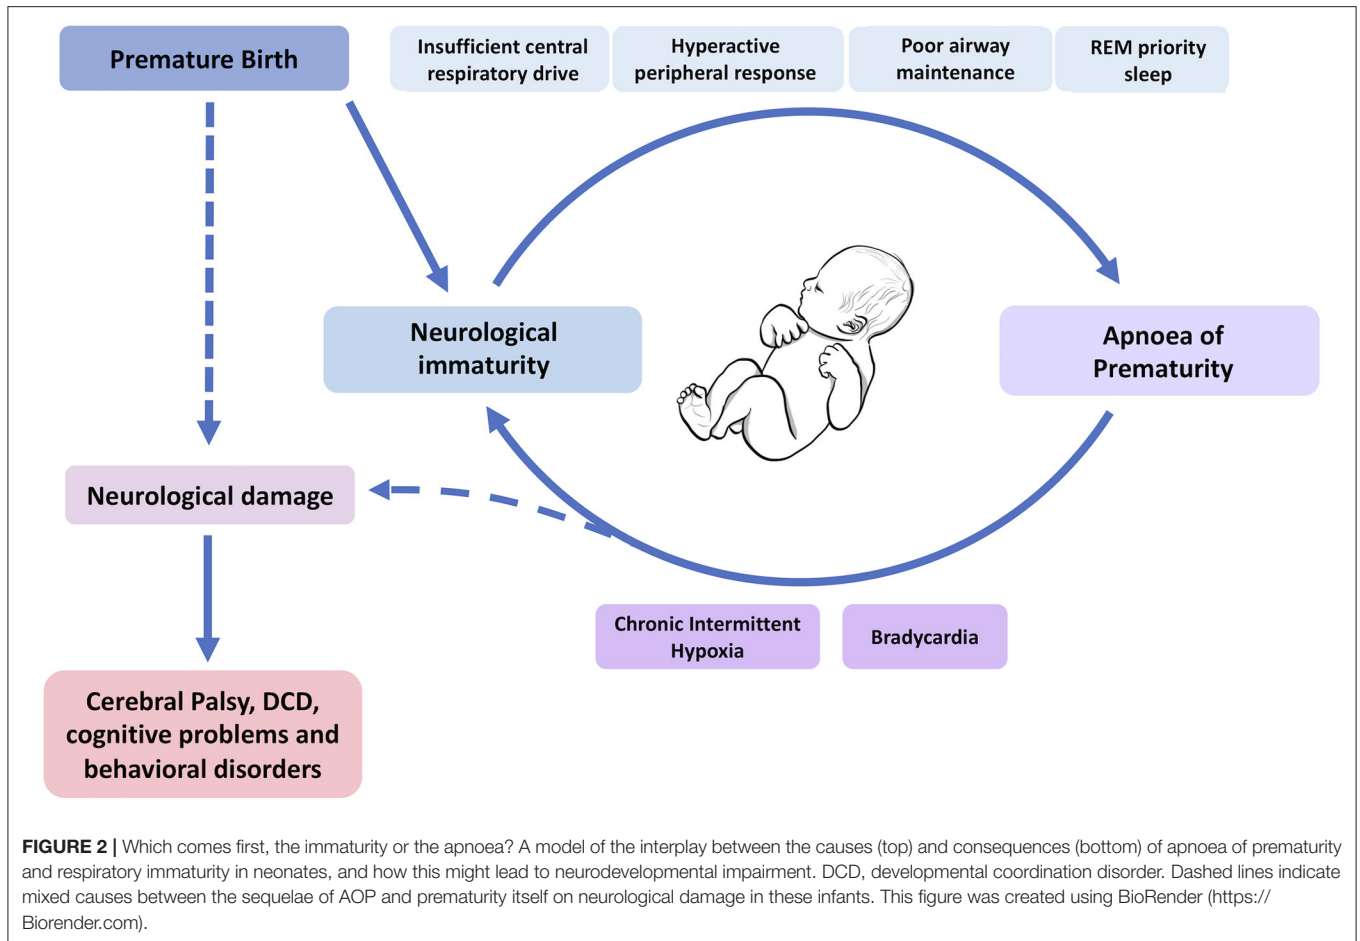 Premature Birth
Insufficient central
respiratory drive
Hyperactive
peripheral response
Poor airway
maintenance
REM priority
sleep
Neurological
immaturity
Apnoea of
Prematurity
Neurological damage
Chronic Intermittent
Hypoxia
Bradycardia
Cerebral Palsy, DCD,
cognitive problems and
behavioral disorders
FIGURE 2 | Which comes first, the immaturity or the apnoea? A model of the interplay between the causes (top) and consequences (bottom) of apnoea of prematurity
and respiratory immaturity in neonates, and how this might lead to neurodevelopmental impairment. DCD, developmental coordination disorder. Dashed lines indicate
mixed causes between the sequelae of AOP and prematurity itself on neurological damage in these infants. This figure was created using BioRender (https://
Biorender.com).